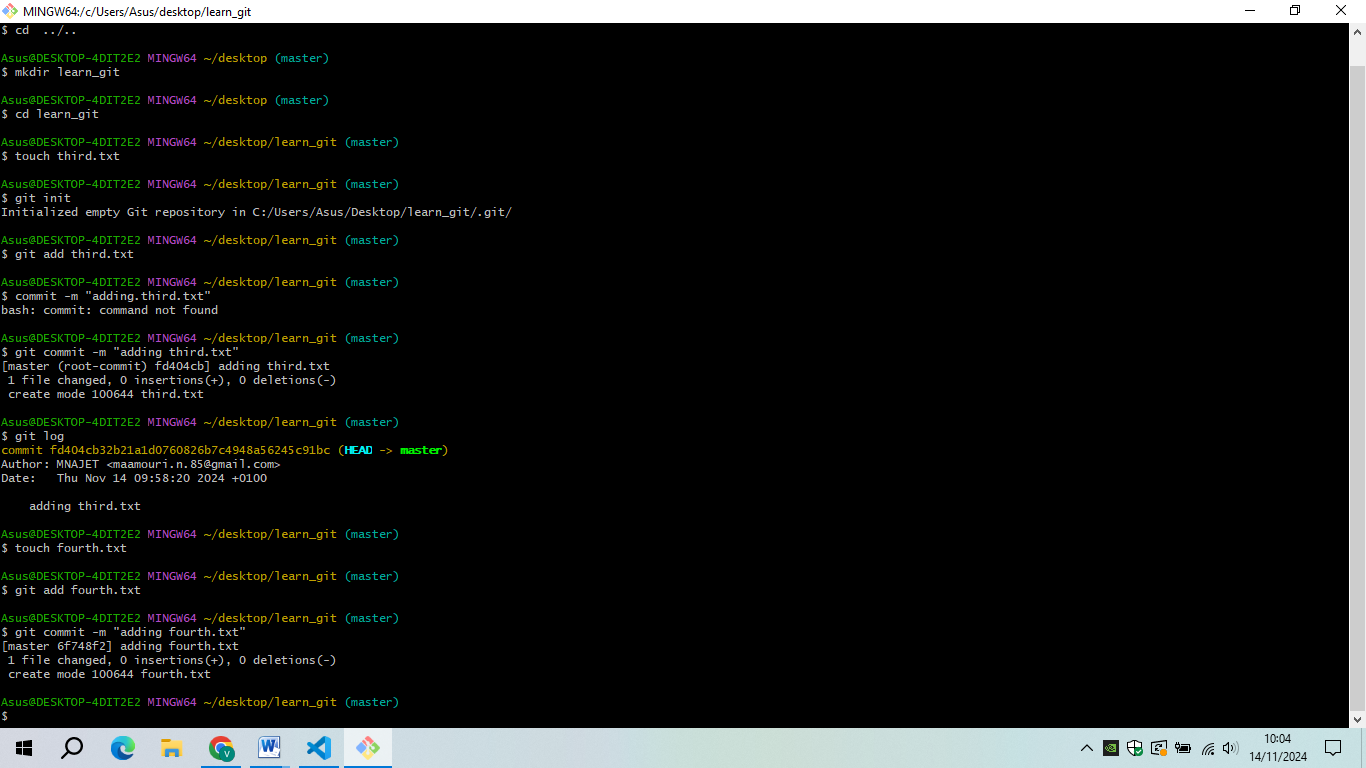 MINGW64:/c/Users/Asus/desktop/learn_git
$ cd  ../..
Asus@DESKTOP-4DIT2E2 MINGW64 ~/desktop (master)
$ mkdir learn_git
Asus@DESKTOP-4DIT2E2 MINGW64 ~/desktop (master)
$ cd learn_git
Asus@DESKTOP-4DIT2E2 MINGW64 ~/desktop/learn_git (master)
$ touch third.txt
Asus@DESKTOP-4DIT2E2 MINGW64 ~/desktop/learn_git (master)
$ git init
Initialized empty Git repository in C:/Users/Asus/Desktop/learn_git/.git/
Asus@DESKTOP-4DIT2E2 MINGW64 ~/desktop/learn_git (master)
$ git add third.txt
Asus@DESKTOP-4DIT2E2 MINGW64 ~/desktop/learn_git (master)
$ commit -m "adding.third.txt"
bash: commit: command not found
Asus@DESKTOP-4DIT2E2 MINGW64 ~/desktop/learn_git (master)
$ git commit -m "adding third.txt"
[master (root-commit) fd404cb] adding third.txt
 1 file changed, 0 insertions(+), 0 deletions(-)
 create mode 100644 third.txt
Asus@DESKTOP-4DIT2E2 MINGW64 ~/desktop/learn_git (master)
$ git log
commit fd404cb32b21a1d0760826b7c4948a56245c91bc (HEAD -> master)
Author: MNAJET <maamouri.n.85@gmail.com>
Date:   Thu Nov 14 09:58:20 2024 +0100
    adding third.txt
Asus@DESKTOP-4DIT2E2 MINGW64 ~/desktop/learn_git (master)
$ touch fourth.txt
Asus@DESKTOP-4DIT2E2 MINGW64 ~/desktop/learn_git (master)
$ git add fourth.txt
Asus@DESKTOP-4DIT2E2 MINGW64 ~/desktop/learn_git (master)
$ git commit -m "adding fourth.txt"
[master 6f748f2] adding fourth.txt
 1 file changed, 0 insertions(+), 0 deletions(-)
 create mode 100644 fourth.txt
Asus@DESKTOP-4DIT2E2 MINGW64 ~/desktop/learn_git (master)
$
10:04
14/11/2024